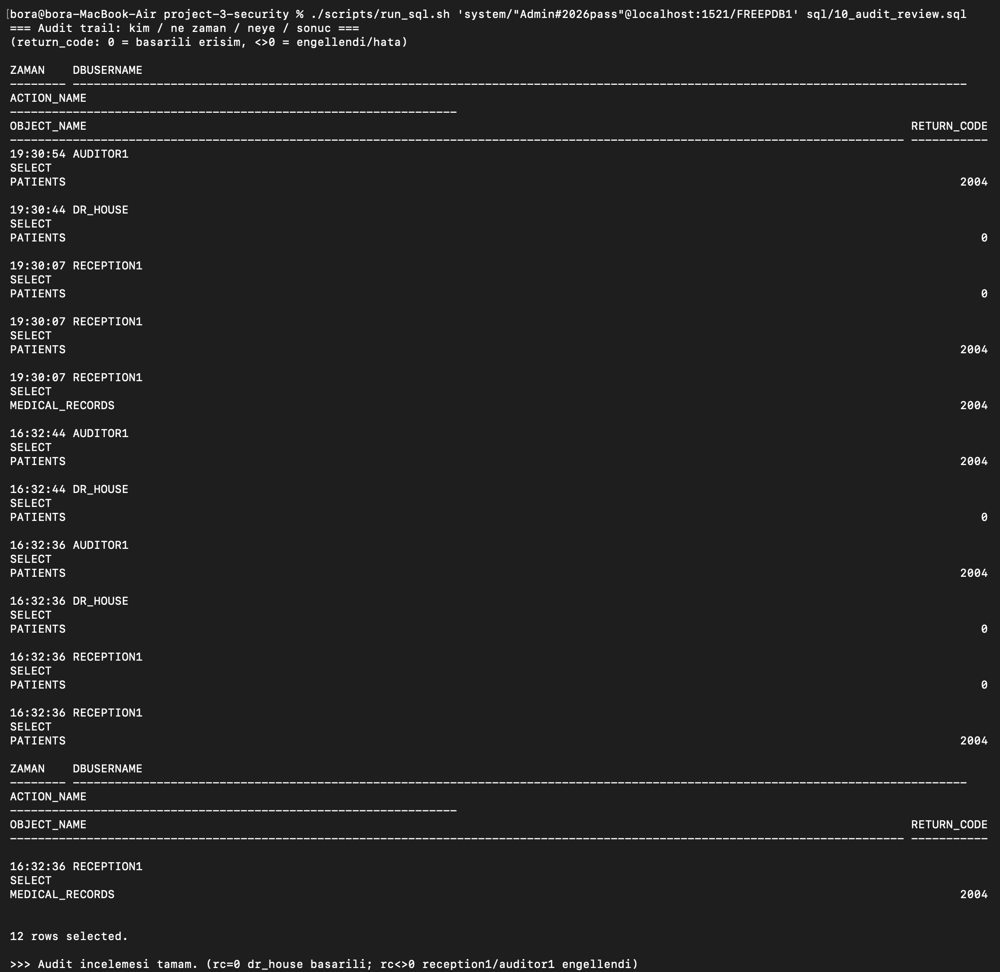 [bora@bora-MacBook-Air project-3-security % ./scripts/run_sql.sh 'system/"Admin#2026pass"@localhost:1521/FREEPDB1' sql/10_audit_review.sql
=== Audit trail: kim / ne zaman / neye / sonuc ===
(return_code: 0 = basarili erisim, <>0 = engellendi/hata)
ZAMAN    DBUSERNAME
-------- --------------------------------------------------------------------------------------------------------------------------------
ACTION_NAME
----------------------------------------------------------------
OBJECT_NAME RETURN_CODE
-------------------------------------------------------------------------------------------------------------------------------- -----------
19:30:54 AUDITOR1
SELECT
PATIENTS 2004
19:30:44 DR_HOUSE
SELECT
PATIENTS 0
19:30:07 RECEPTION1
SELECT
PATIENTS 0
19:30:07 RECEPTION1
SELECT
PATIENTS 2004
19:30:07 RECEPTION1
SELECT
MEDICAL_RECORDS 2004
16:32:44 AUDITOR1
SELECT
PATIENTS 2004
16:32:44 DR_HOUSE
SELECT
PATIENTS 0
16:32:36 AUDITOR1
SELECT
PATIENTS 2004
16:32:36 DR_HOUSE
SELECT
PATIENTS 0
16:32:36 RECEPTION1
SELECT
PATIENTS 0
16:32:36 RECEPTION1
SELECT
PATIENTS 2004
ZAMAN    DBUSERNAME
-------- --------------------------------------------------------------------------------------------------------------------------------
ACTION_NAME
----------------------------------------------------------------
OBJECT_NAME RETURN_CODE
-------------------------------------------------------------------------------------------------------------------------------- -----------
16:32:36 RECEPTION1
SELECT
MEDICAL_RECORDS 2004
12 rows selected.
>>> Audit incelemesi tamam. (rc=0 dr_house basarili; rc<>0 reception1/auditor1 engellendi)